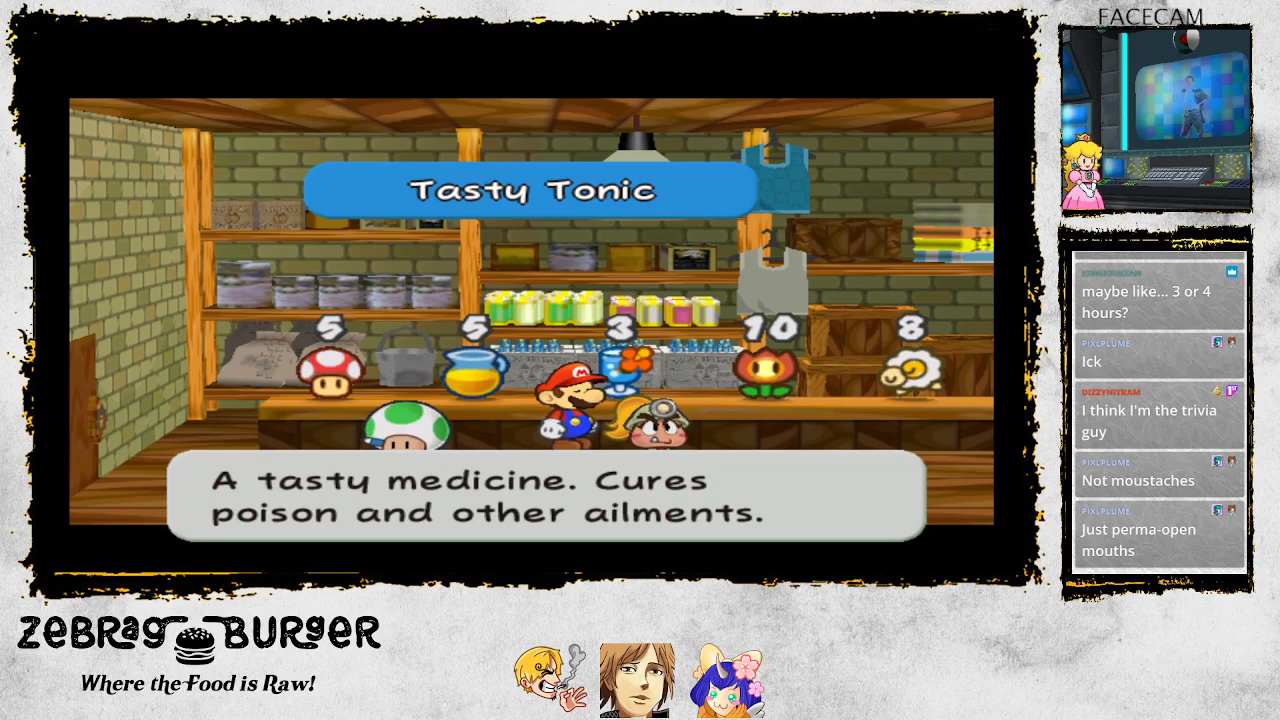 FACECAM
Tasty Tonic
5
5
3
10
8
A tasty medicine. Cures
poison and other ailments.
maybe like... 3 or 4
hours?
PIXLPLUME
Ick
DIZZYNITRAM
I think I'm the trivia
guy
PIXLPLUME
Not moustaches
PIXLPLUME
Just perma-open
mouths
ZEBRAG BURGER
Where the Food is Raw!